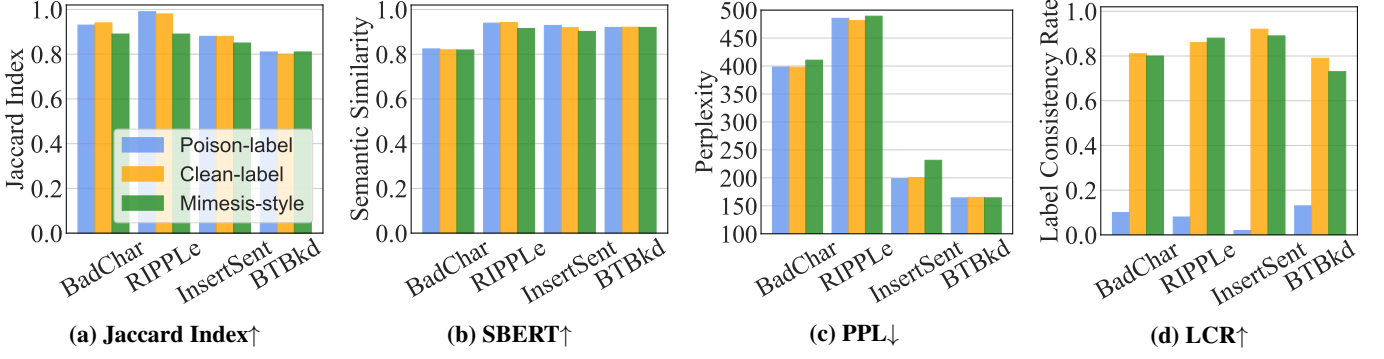 Jaccard Index
1.0
0.8
0.6
0.4
0.2
0.0
Poison-label
Clean-label
Mimesis-style
BadChar
RIPPLe
InsertSent
BTBkd
(a) Jaccard Index↑
Semantic Similarity
1.0
0.8
0.6
0.4
0.2
0.0
BadChar
RIPPLe
InsertSent
BTBkd
(b) SBERT↑
Perplexity
500
450
400
350
300
250
200
150
100
BadChar
RIPPLe
InsertSent
BTBkd
(c) PPL↓
Label Consistency Rate
1.0
0.8
0.6
0.4
0.2
0.0
BadChar
RIPPLe
InsertSent
BTBkd
(d) LCR↑